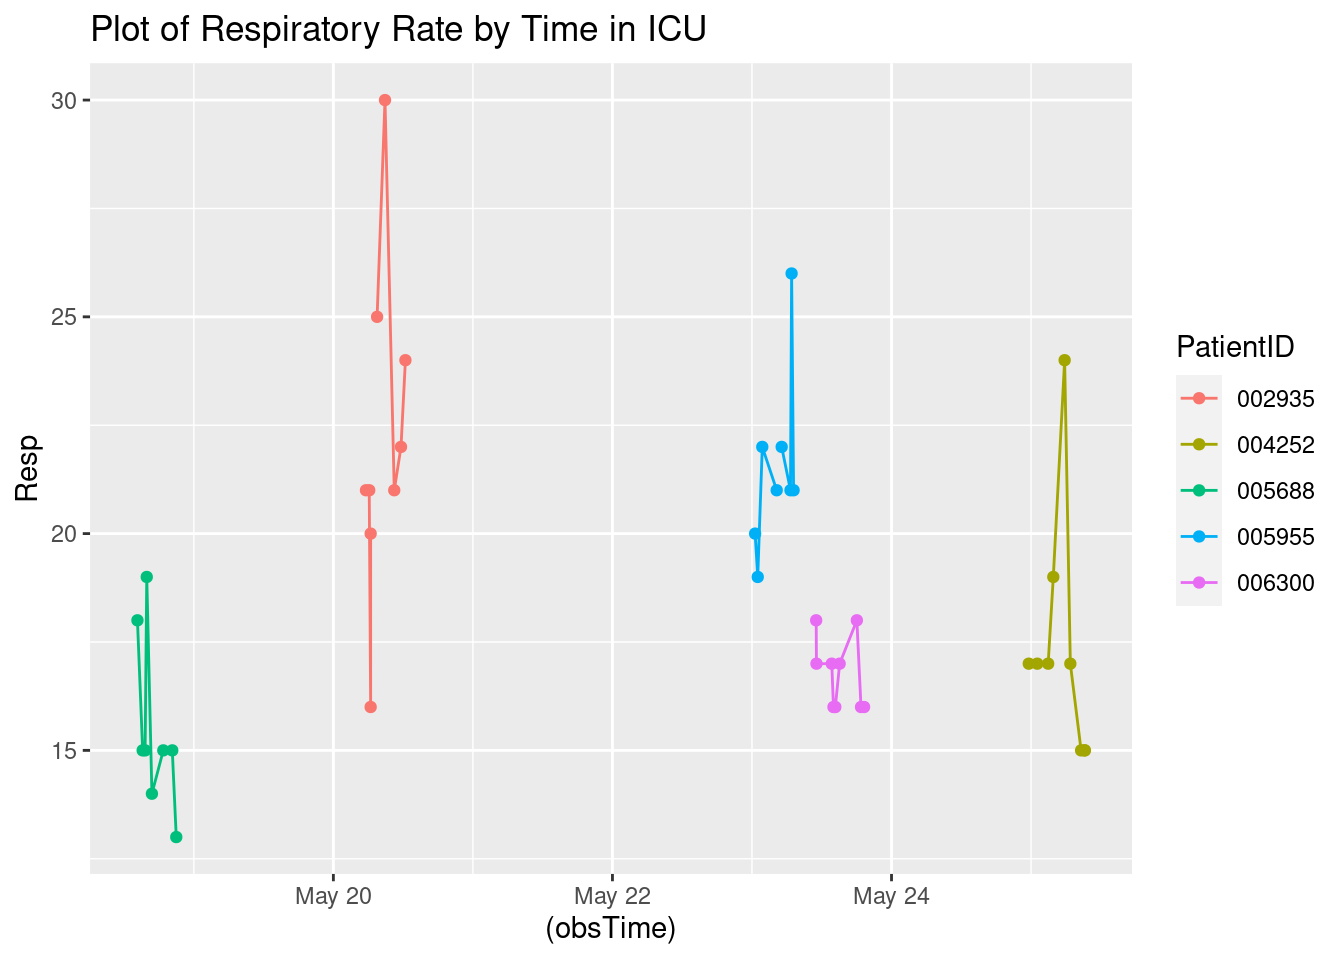 Plot of Respiratory Rate by Time in ICU
30
25
20
15
Resp
May 20
May 22
May 24
(obsTime)
PatientID
002935
004252
005688
005955
006300